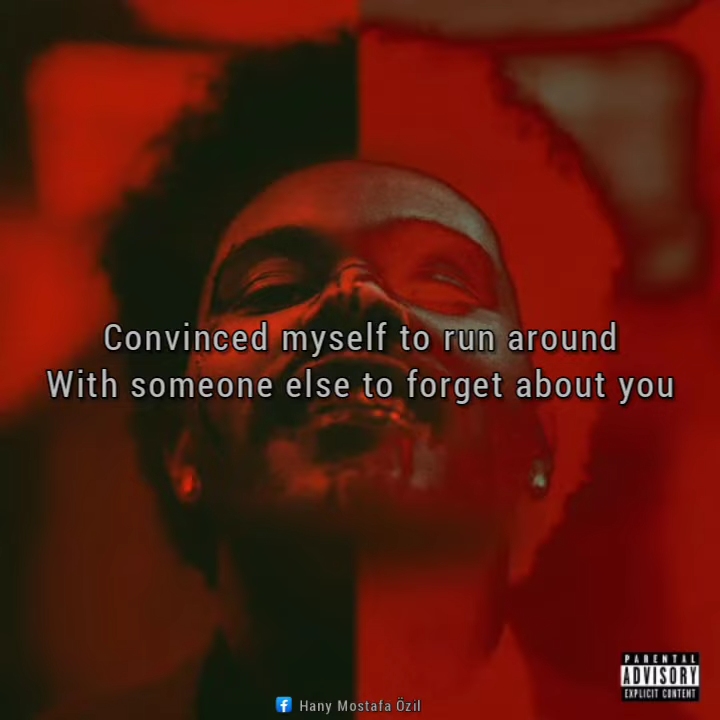 Convinced myself to run around
With someone else to forget about you
PARENTAL
ADVISORY
EXPLICIT CONTENT
Hany Mostafa Özil